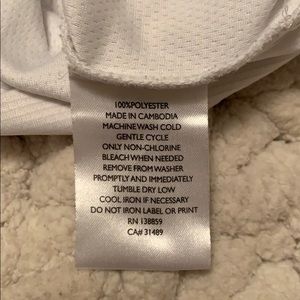 100%POLYESTER
MADE IN CAMBODIA
MACHINE WASH COLD
GENTLE CYCLE
ONLY NON-CHLORINE
BLEACH WHEN NEEDED
REMOVE FROM WASHER
PROMPTLY AND IMMEDIATELY
TUMBLE DRY LOW
COOL IRON IF NECESSARY
DO NOT IRON LABEL OR PRINT
RN 138859
CA# 31489